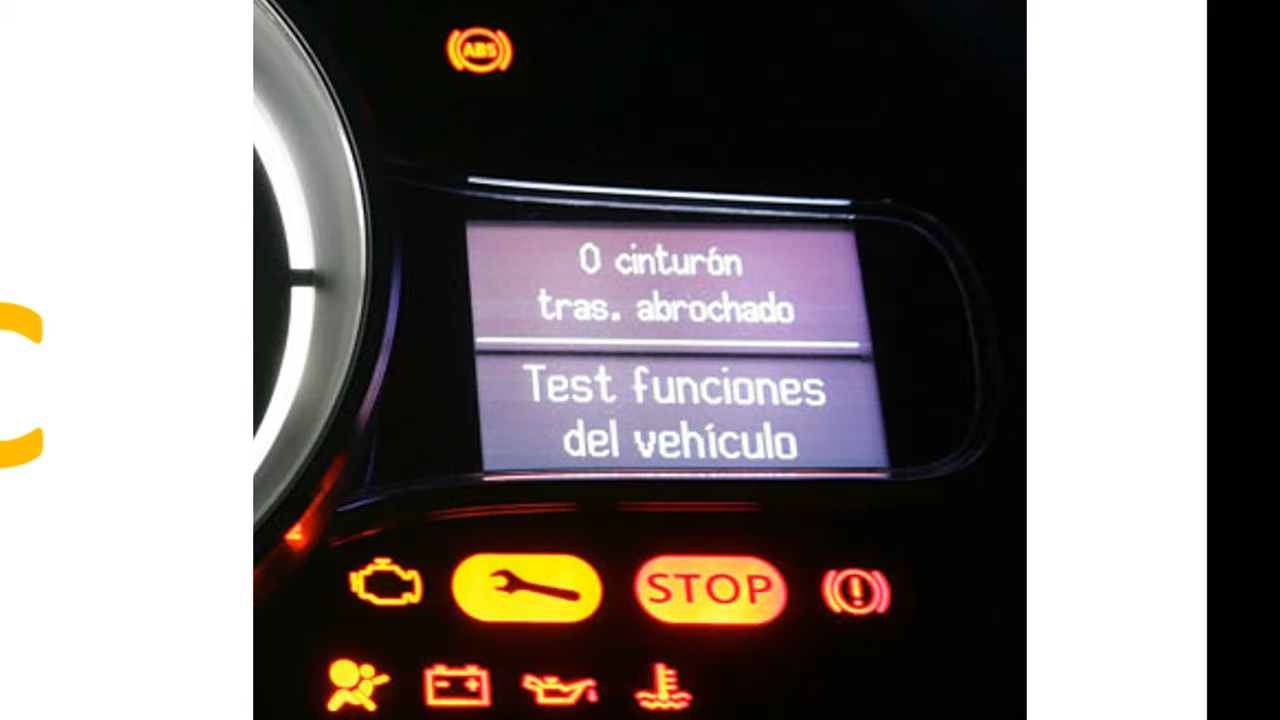 ABS
0 cinturón
tras. abrochado
Test funciones
del vehículo
STOP